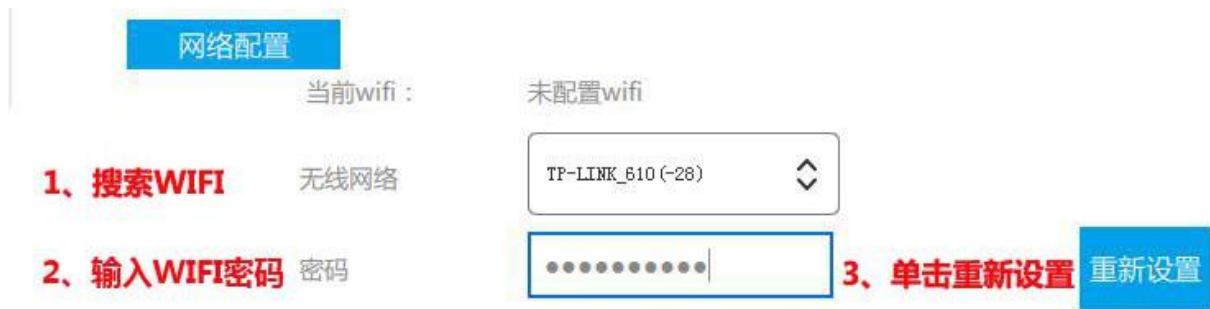 网络配置
当前wifi： 未配置wifi
1、搜索WIFI 无线网络 TP-LINK_610(-28)
2、输入WIFI密码 密码 ●●●●●●●●●● 3、单击重新设置 重新设置